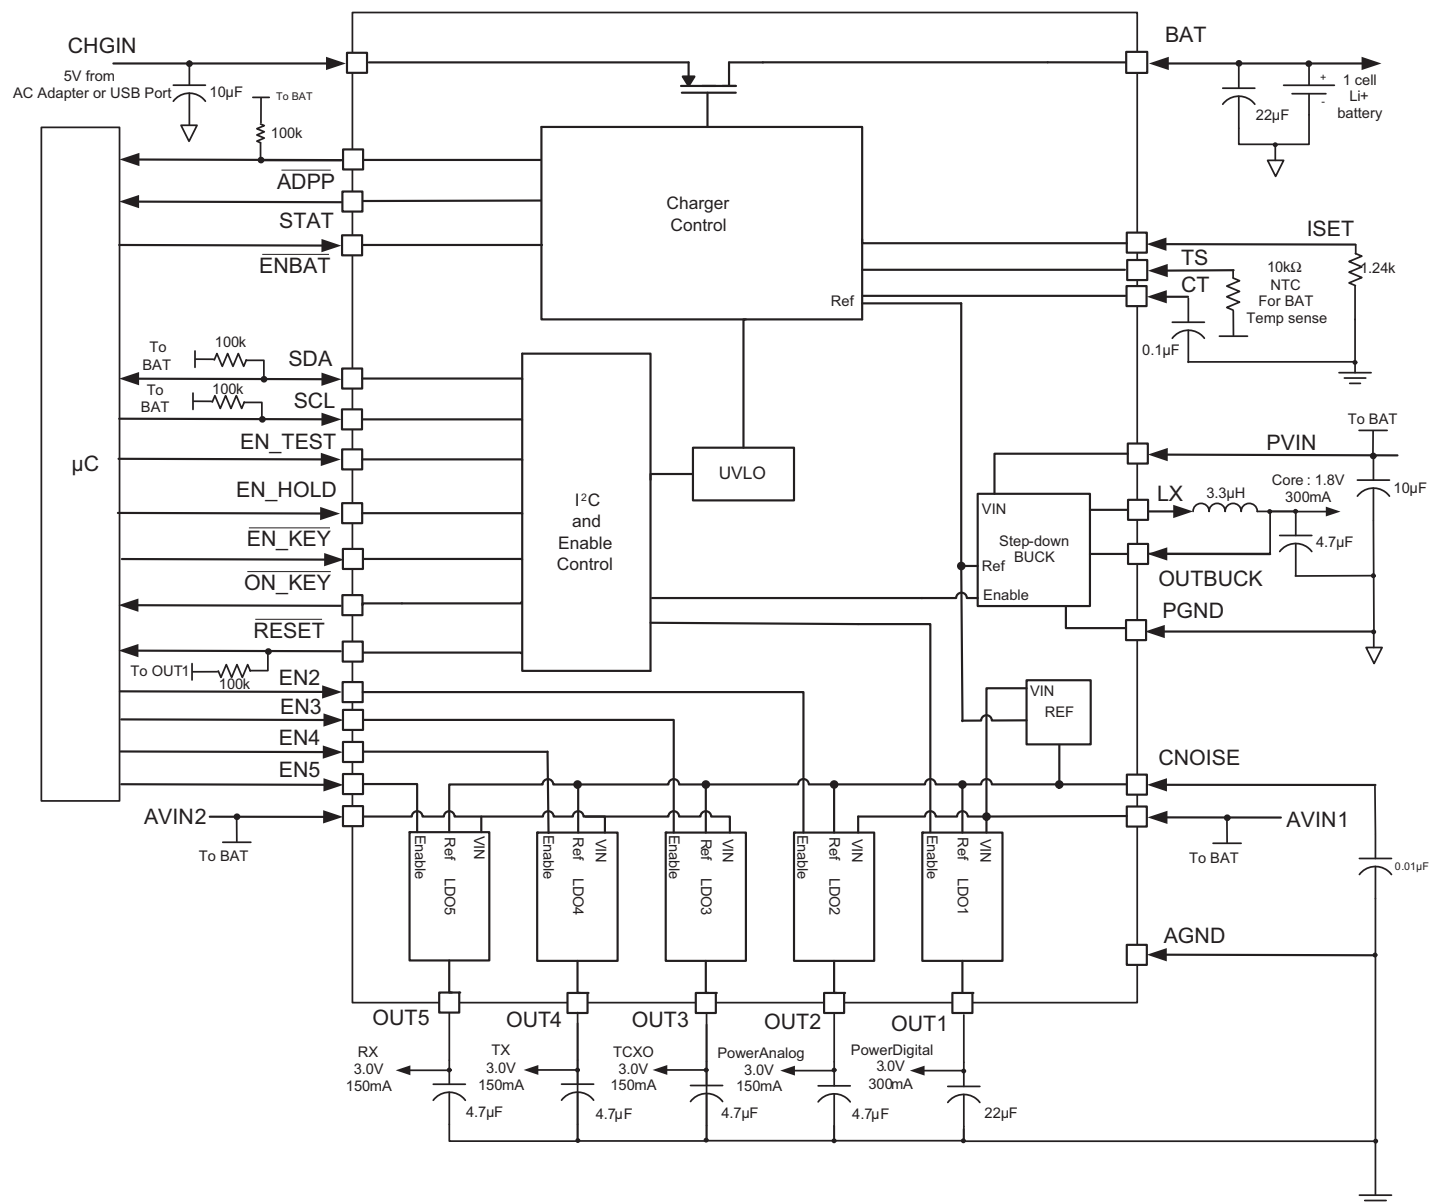 CHGIN
5V from
AC Adapter or USB Port
10µF
To BAT
100k
ADPP
STAT
ENBAT
Charger
Control
Ref
BAT
22µF
+
-
1 cell
Li+
battery
ISET
1.24k
TS
CT
10kΩ
NTC
For BAT
Temp sense
0.1µF
µC
To
BAT
100k
SDA
To
BAT
100k
SCL
EN_TEST
EN_HOLD
EN_KEY
ON_KEY
RESET
To OUT1
100k
EN2
EN3
EN4
EN5
AVIN2
To BAT
I²C
and
Enable
Control
UVLO
To BAT
PVIN
LX
3.3µH
Core : 1.8V
300mA
10µF
4.7µF
OUTBUCK
PGND
VIN
Step-down
BUCK
Ref
Enable
VIN
REF
CNOISE
AVIN1
To BAT
0.01µF
AGND
Enable
Ref
VIN
LDO5
Enable
Ref
VIN
LDO4
Enable
Ref
VIN
LDO3
Enable
Ref
VIN
LDO2
Enable
Ref
VIN
LDO1
OUT5
OUT4
OUT3
OUT2
OUT1
RX
3.0V
150mA
4.7µF
TX
3.0V
150mA
4.7µF
TCXO
3.0V
150mA
4.7µF
PowerAnalog
3.0V
150mA
4.7µF
PowerDigital
3.0V
300mA
22µF